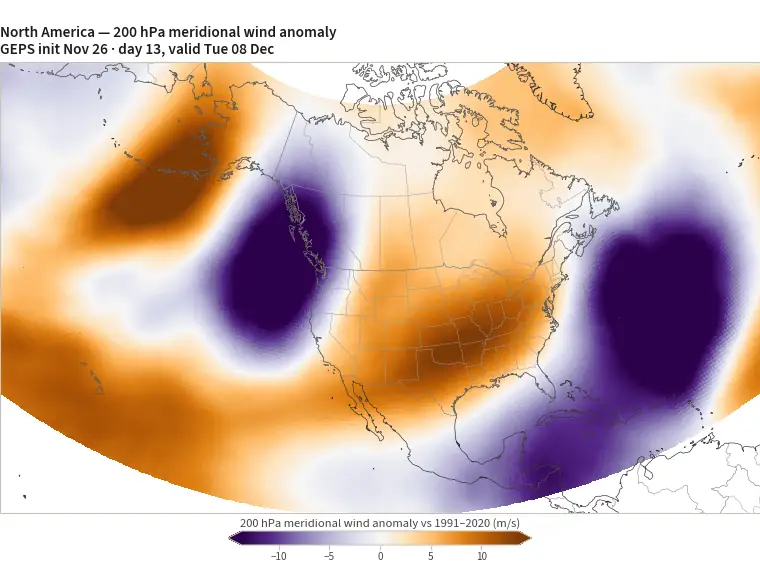 North America — 200 hPa meridional wind anomaly
GEPS init Nov 26 · day 13, valid Tue 08 Dec
200 hPa meridional wind anomaly vs 1991–2020 (m/s)
−10 −5 0 5 10